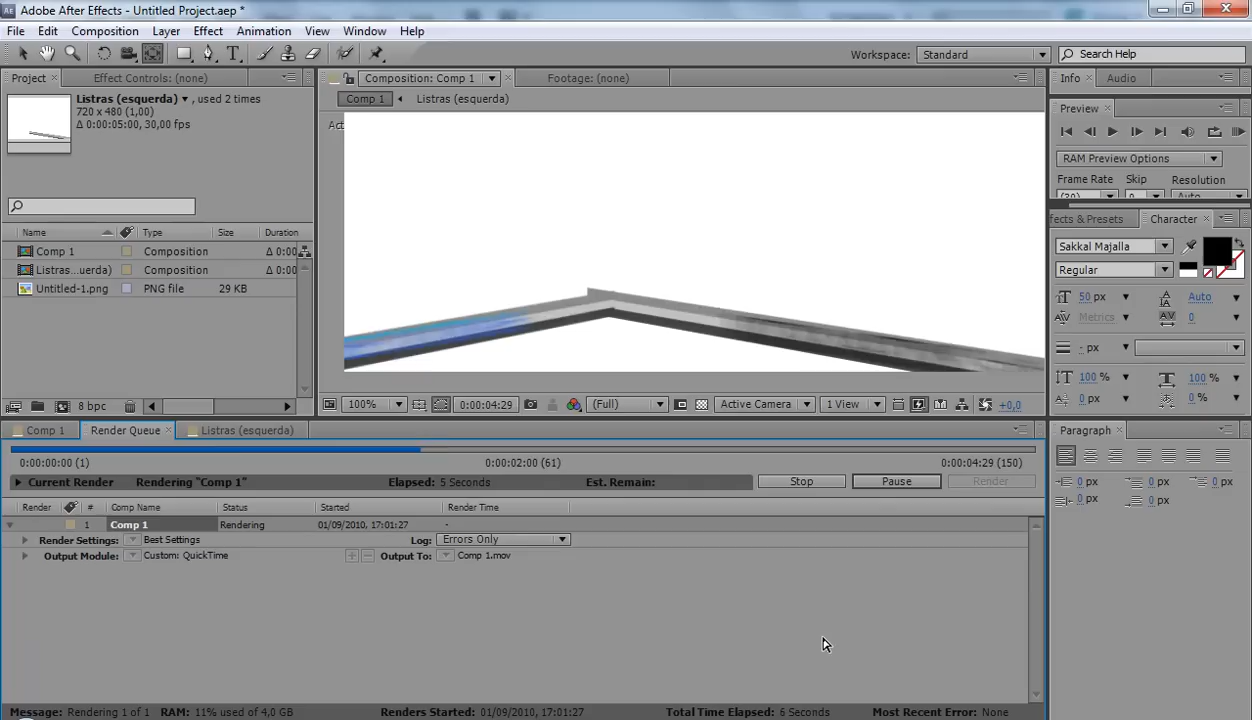 Adobe After Effects - Untitled Project.aep *
File Edit Composition Layer Effect Animation View Window Help
Workspace: Standard Search Help
Project × Effect Controls: (none) Composition: Comp 1 × Footage: (none) Info × Audio
Listras (esquerda) , used 2 times
720 x 480 (1,00)
Δ 0:00:05:00, 30,00 fps
Comp 1 Listras (esquerda)
Preview ×
Act
RAM Preview Options
Frame Rate Skip Resolution
(30) 0 Auto
ffects & Presets Character ×
Name Type Size Duration
Sakkal Majalla
Comp 1 Composition Δ 0:00
Listras...uerda) Composition Δ 0:00
Regular
Untitled-1.png PNG file 29 KB
50 px Auto
Metrics 0
- px
100 % 100 %
0 px 0 %
8 bpc
100% 0:00:04:29 (Full) Active Camera 1 View +0,0
Comp 1 Render Queue × Listras (esquerda) Paragraph ×
0:00:00:00 (1) 0:00:02:00 (61) 0:00:04:29 (150)
Current Render Rendering "Comp 1" Elapsed: 5 Seconds Est. Remain: Stop Pause Render
0 px 0 px 0 px
0 px 0 px
Render # Comp Name Status Started Render Time
1 Comp 1 Rendering 01/09/2010, 17:01:27 -
Render Settings: Best Settings Log: Errors Only
Output Module: Custom: QuickTime Output To: Comp 1.mov
Message: Rendering 1 of 1 RAM: 11% used of 4,0 GB Renders Started: 01/09/2010, 17:01:27 Total Time Elapsed: 6 Seconds Most Recent Error: None